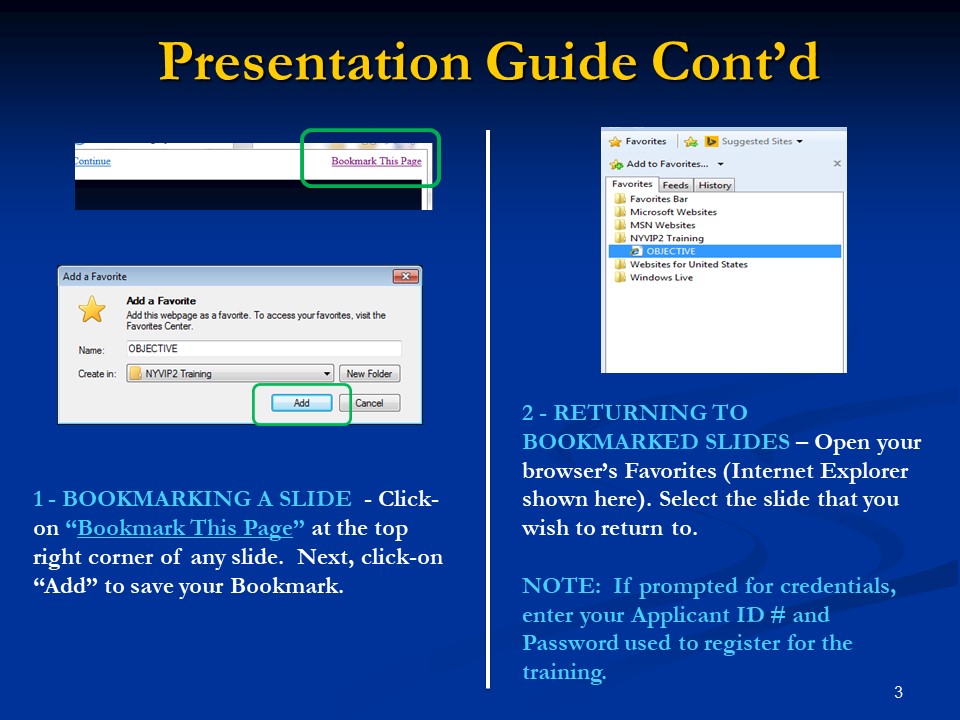 Presentation Guide Cont’d
Continue
Bookmark This Page
Add a Favorite
Add a Favorite
Add this webpage as a favorite. To access your favorites, visit the
Favorites Center.
Name: OBJECTIVE
Create in: NYVIP2 Training New Folder
Add Cancel
1 - BOOKMARKING A SLIDE - Click-
on “Bookmark This Page” at the top
right corner of any slide. Next, click-on
“Add” to save your Bookmark.
Favorites Suggested Sites
Add to Favorites...
Favorites Feeds History
Favorites Bar
Microsoft Websites
MSN Websites
NYVIP2 Training
OBJECTIVE
Websites for United States
Windows Live
2 - RETURNING TO
BOOKMARKED SLIDES – Open your
browser’s Favorites (Internet Explorer
shown here). Select the slide that you
wish to return to.
NOTE: If prompted for credentials,
enter your Applicant ID # and
Password used to register for the
training.
3